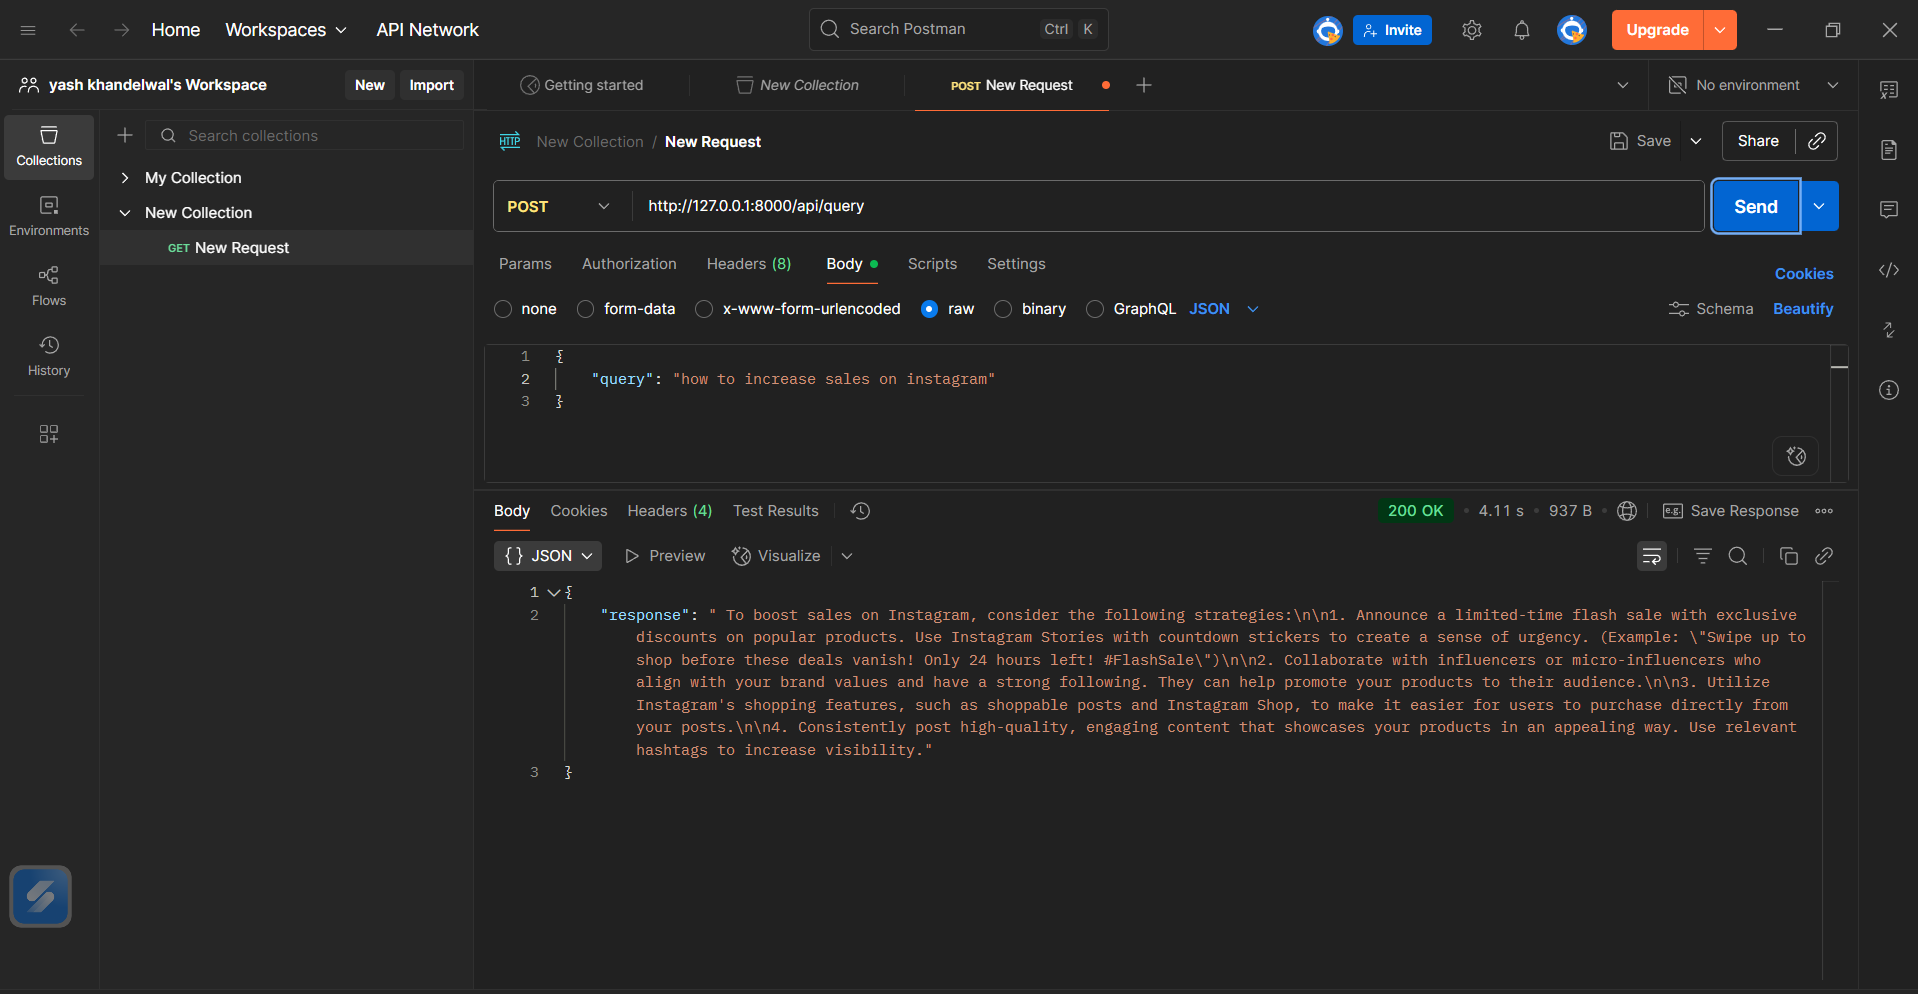 Home Workspaces API Network Search Postman Ctrl K Invite Upgrade
yash khandelwal's Workspace New Import Getting started New Collection POST New Request No environment
Collections
Search collections
New Collection / New Request Save Share
My Collection
New Collection
GET New Request
Environments
Flows
History
POST http://127.0.0.1:8000/api/query Send
Params Authorization Headers (8) Body Scripts Settings Cookies
none form-data x-www-form-urlencoded raw binary GraphQL JSON Schema Beautify
1 {
2 "query": "how to increase sales on instagram"
3 }
Body Cookies Headers (4) Test Results 200 OK • 4.11 s • 937 B • e.g. Save Response
{} JSON Preview Visualize
1 {
2 "response": " To boost sales on Instagram, consider the following strategies:\n\n1. Announce a limited-time flash sale with exclusive
discounts on popular products. Use Instagram Stories with countdown stickers to create a sense of urgency. (Example: \"Swipe up to
shop before these deals vanish! Only 24 hours left! #FlashSale\")\n\n2. Collaborate with influencers or micro-influencers who
align with your brand values and have a strong following. They can help promote your products to their audience.\n\n3. Utilize
Instagram's shopping features, such as shoppable posts and Instagram Shop, to make it easier for users to purchase directly from
your posts.\n\n4. Consistently post high-quality, engaging content that showcases your products in an appealing way. Use relevant
hashtags to increase visibility."
3 }